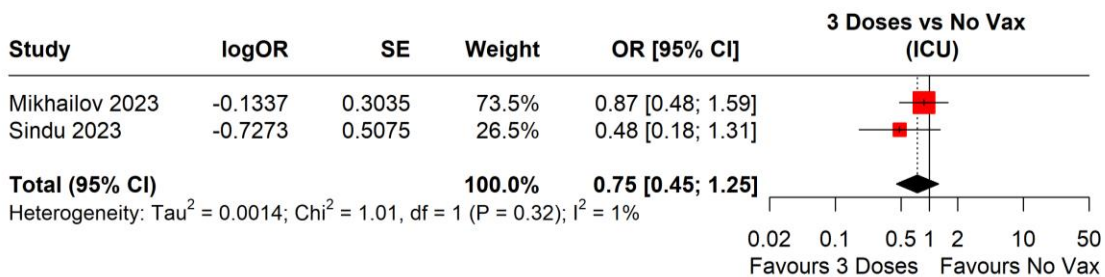 3 Doses vs No Vax
Study logOR SE Weight OR [95% CI] (ICU)
Mikhailov 2023 -0.1337 0.3035 73.5% 0.87 [0.48; 1.59]
Sindu 2023 -0.7273 0.5075 26.5% 0.48 [0.18; 1.31]
Total (95% CI) 100.0% 0.75 [0.45; 1.25]
Heterogeneity: Tau² = 0.0014; Chi² = 1.01, df = 1 (P = 0.32); I² = 1%
0.02 0.1 0.5 1 2 10 50
Favours 3 Doses Favours No Vax